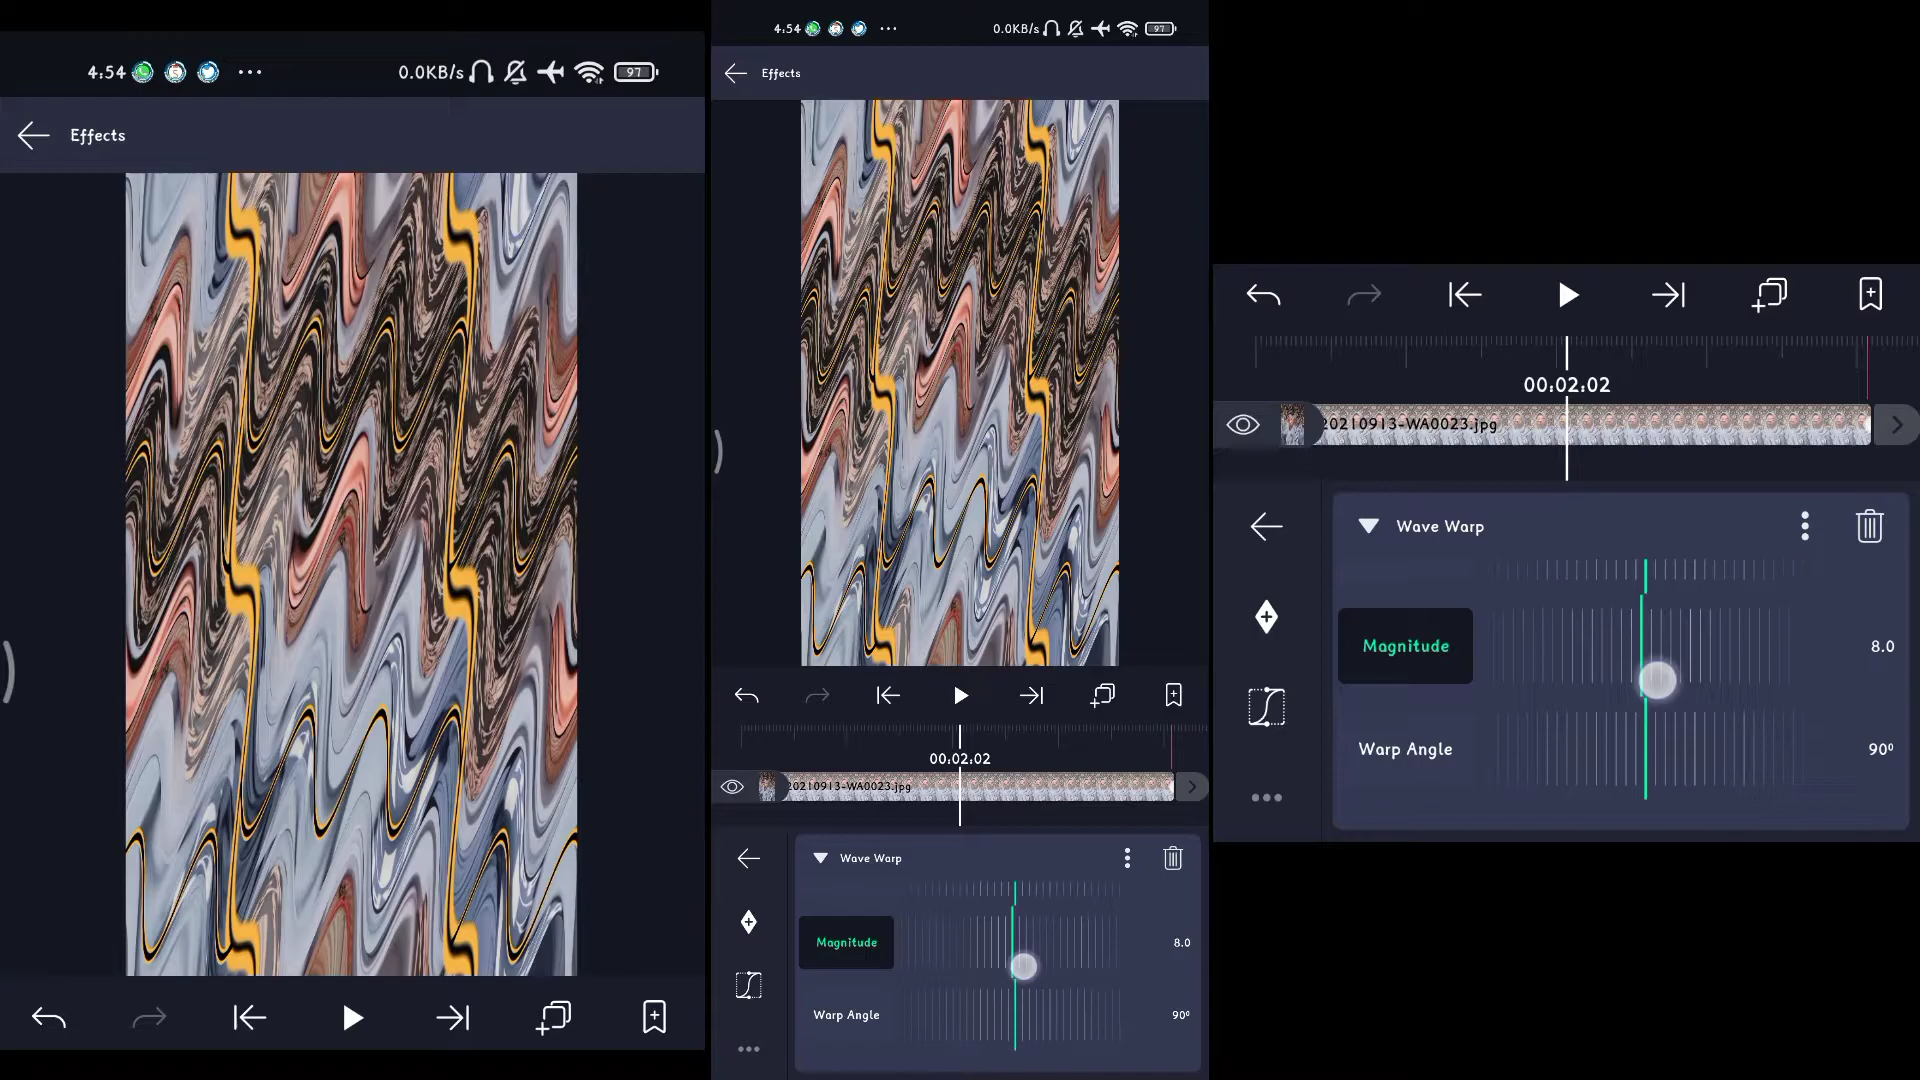 4:54
0.0KB/s
97
Effects
4:54
0.0KB/s
97
Effects
00:02:02
20210913-WA0023.jpg
Wave Warp
Magnitude
8.0
Warp Angle
90º
00:02:02
20210913-WA0023.jpg
Wave Warp
Magnitude
8.0
Warp Angle
90º